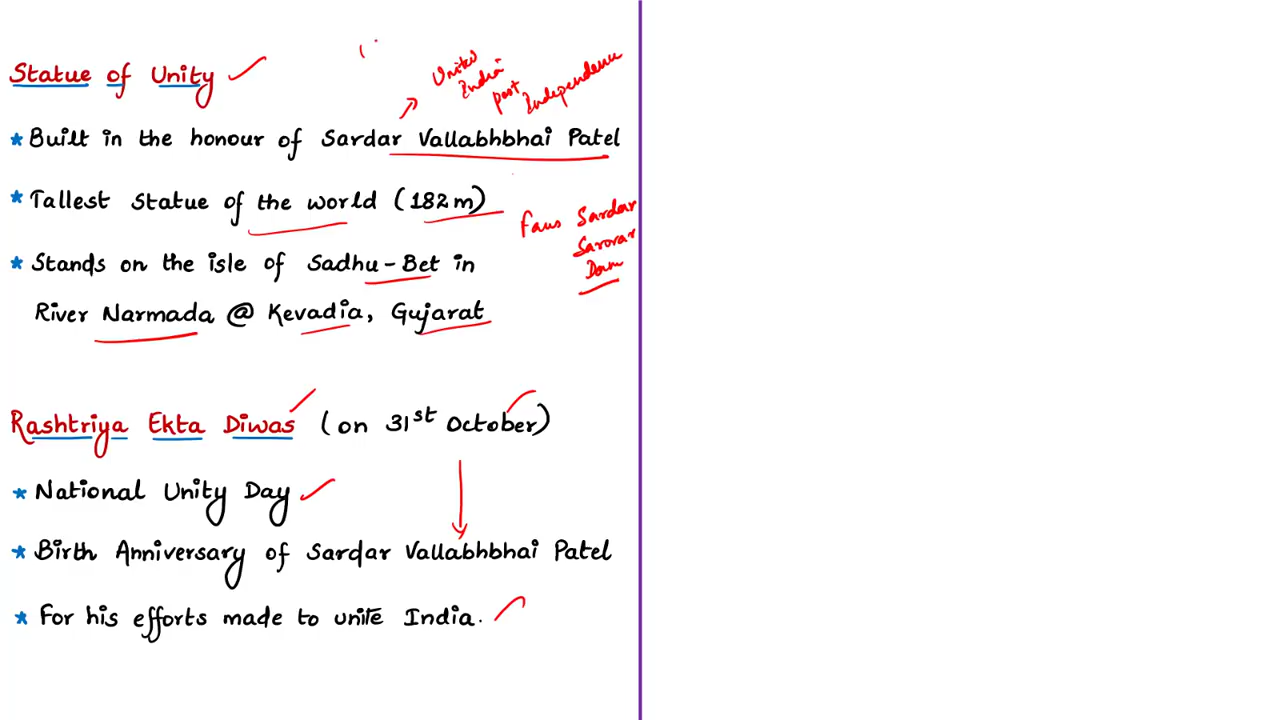 Statue of Unity
United
India
post
Independence
* Built in the honour of Sardar Vallabhbhai Patel
* Tallest Statue of the world (182m)
Faces Sardar
Sarovar
Dam
* Stands on the isle of Sadhu-Bet in
River Narmada @ Kevadia, Gujarat
Rashtriya Ekta Diwas (on 31st October)
* National Unity Day
* Birth Anniversary of Sardar Vallabhbhai Patel
* For his efforts made to unite India.